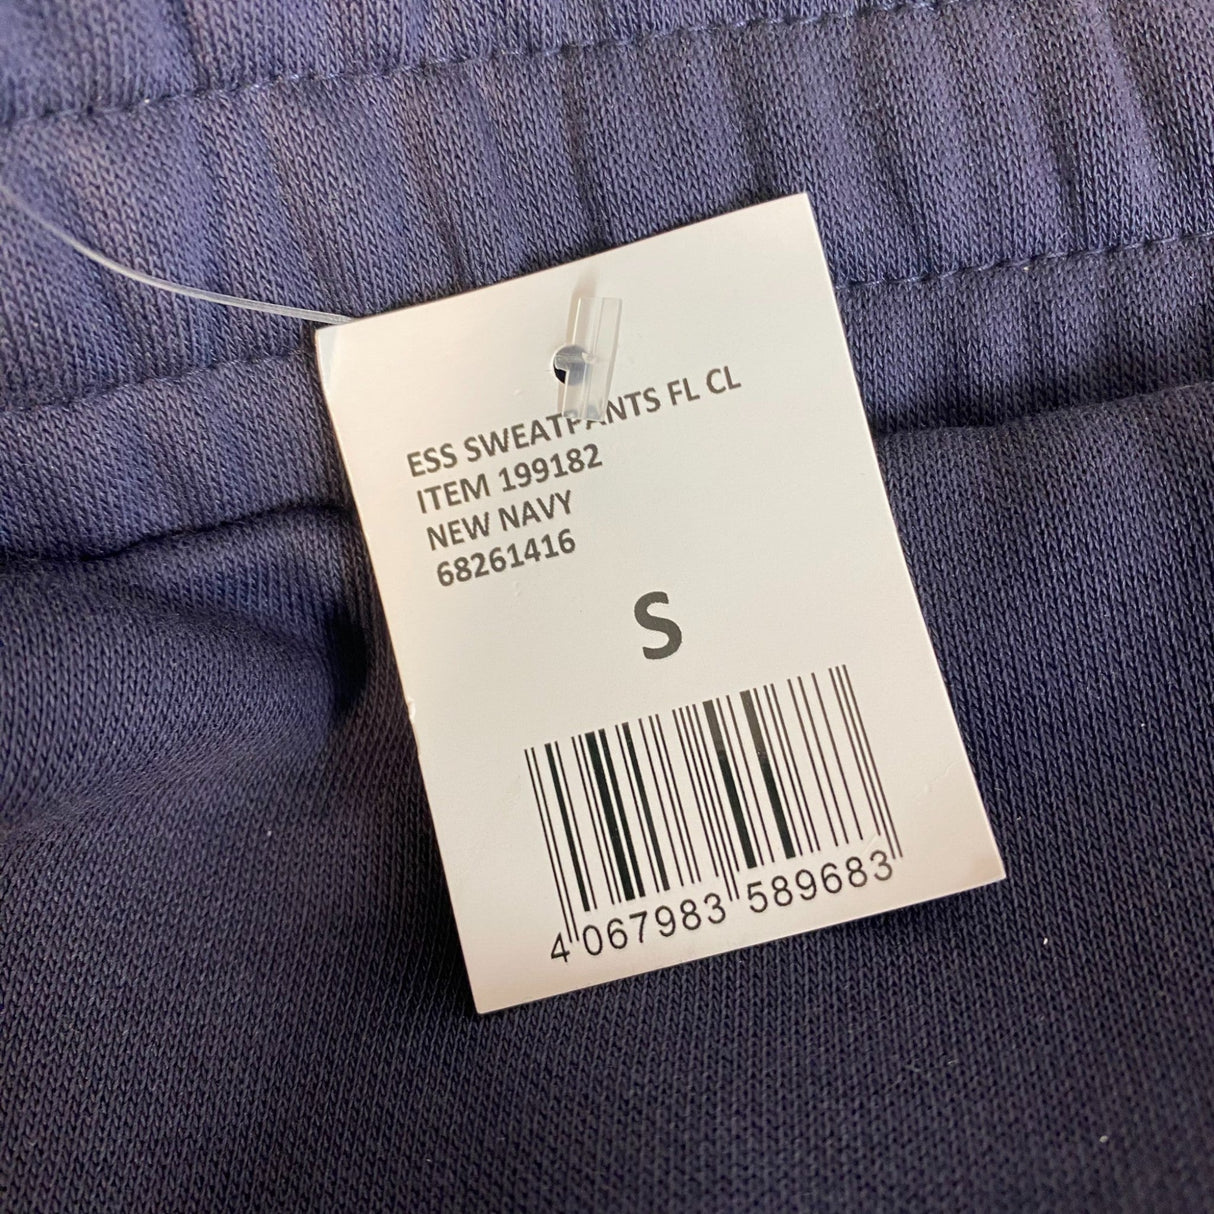 ESS SWEATPANTS FL CL
ITEM 199182
NEW NAVY
68261416
S
4 067983 589683